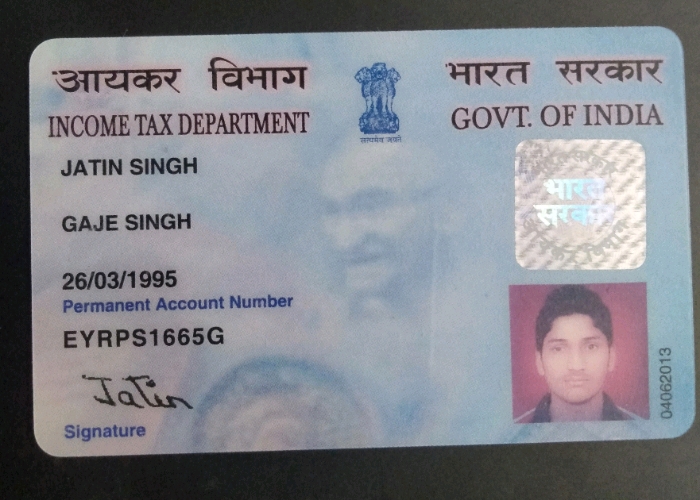 आयकर विभाग
भारत सरकार
INCOME TAX DEPARTMENT
GOVT. OF INDIA
सत्यमेव जयते
JATIN SINGH
GAJE SINGH
26/03/1995
Permanent Account Number
EYRPS1665G
Jatin
Signature
भारत
सरकार
04062013